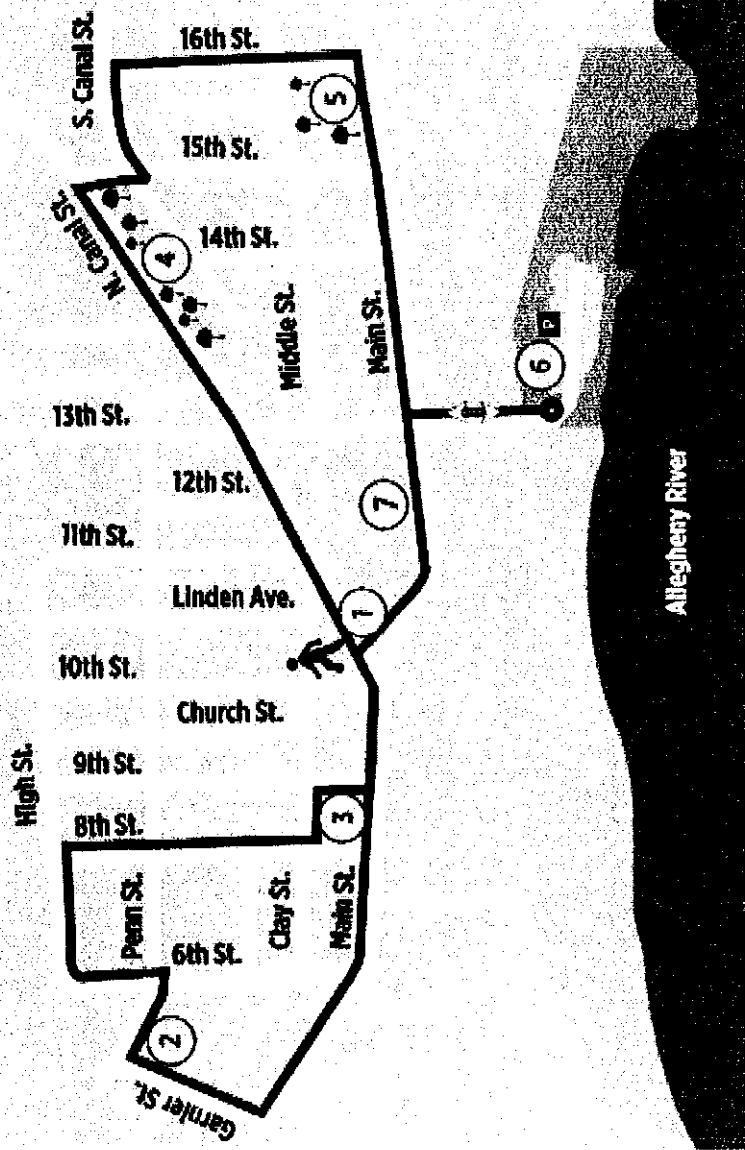 16th St.
S. Canal St.
5
15th St.
N. Canal St.
14th St.
4
Middle St.
Main St.
P
6
13th St.
12th St.
7
11th St.
Linden Ave.
1
10th St.
Church St.
High St.
9th St.
8th St.
3
Penn St.
Clay St.
Main St.
6th St.
2
Garnier St.
Allegheny River